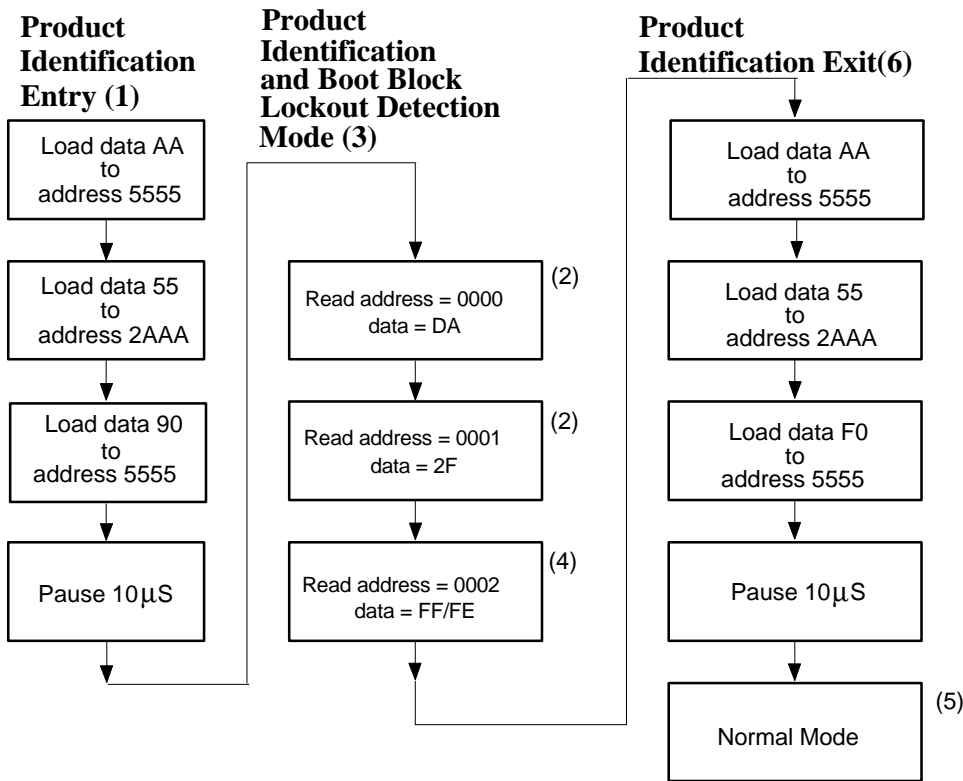 Product
Identification
Entry (1)
Load data AA
to
address 5555
Load data 55
to
address 2AAA
Load data 90
to
address 5555
Pause 10μS
Product
Identification
and Boot Block
Lockout Detection
Mode (3)
Read address = 0000
data = DA
(2)
Read address = 0001
data = 2F
(2)
Read address = 0002
data = FF/FE
(4)
Product
Identification Exit(6)
Load data AA
to
address 5555
Load data 55
to
address 2AAA
Load data F0
to
address 5555
Pause 10μS
Normal Mode
(5)